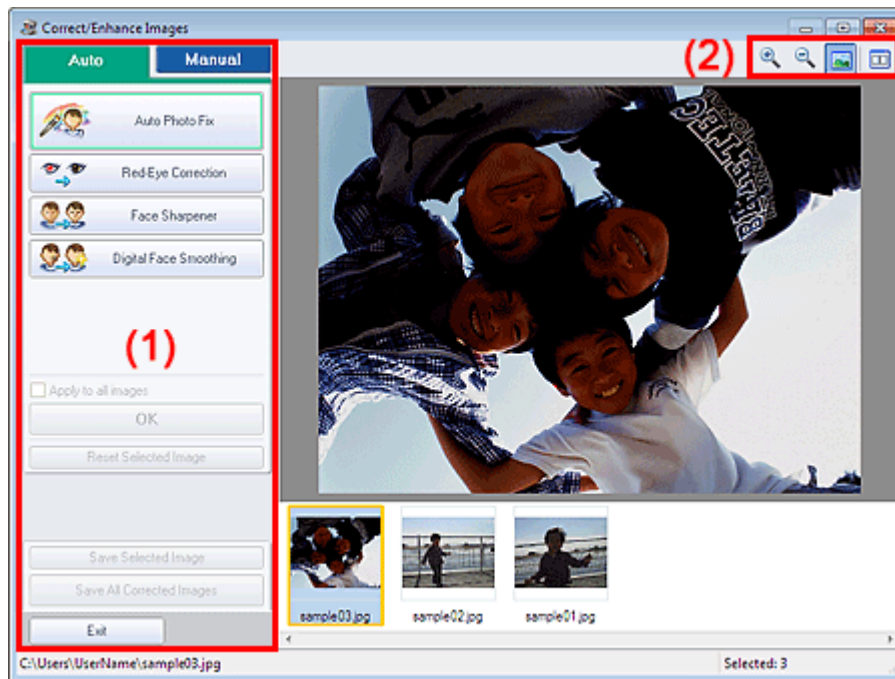 Correct/Enhance Images
Auto
Manual
(2)
Auto Photo Fix
Red-Eye Correction
Face Sharpener
Digital Face Smoothing
(1)
Apply to all images
OK
Reset Selected Image
Save Selected Image
Save All Corrected Images
Exit
sample03.jpg
sample02.jpg
sample01.jpg
C:\Users\UserName\sample03.jpg
Selected: 3